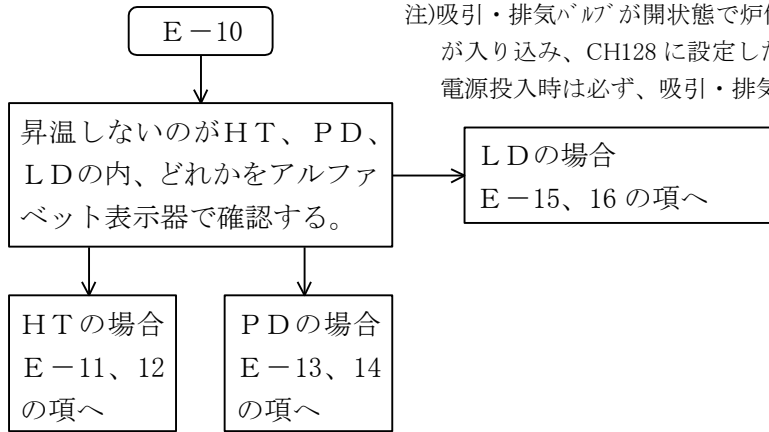 E－10
注)吸引・排気ﾊﾞﾙﾌﾞが開状態で炉
が入り込み、CH128 に設定した
電源投入時は必ず、吸引・排気
昇温しないのがＨＴ、ＰＤ、
ＬＤの内、どれかをアルファ
ベット表示器で確認する。
ＬＤの場合
Ｅ－15、16 の項へ
ＨＴの場合
Ｅ－11、12
の項へ
ＰＤの場合
Ｅ－13、14
の項へ